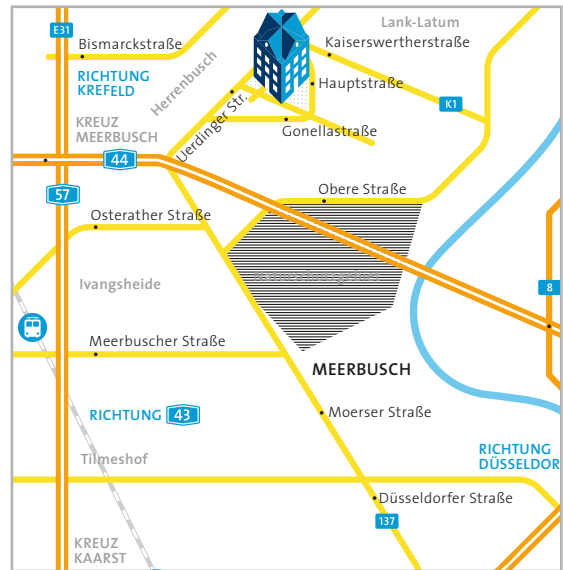 Lank-Latum
E31
Bismarckstraße
Kaiserswertherstraße
RICHTUNG
KREFELD
Herrenbusch
Hauptstraße
K1
Uerdinger Str.
KREUZ
MEERBUSCH
Gonellastraße
44
57
Obere Straße
Osterather Straße
Ivangsheide
8
Meerbuscher Straße
MEERBUSCH
RICHTUNG 43
Moerser Straße
Tilmeshof
RICHTUNG
DÜSSELDOR
Düsseldorfer Straße
137
KREUZ
KAARST